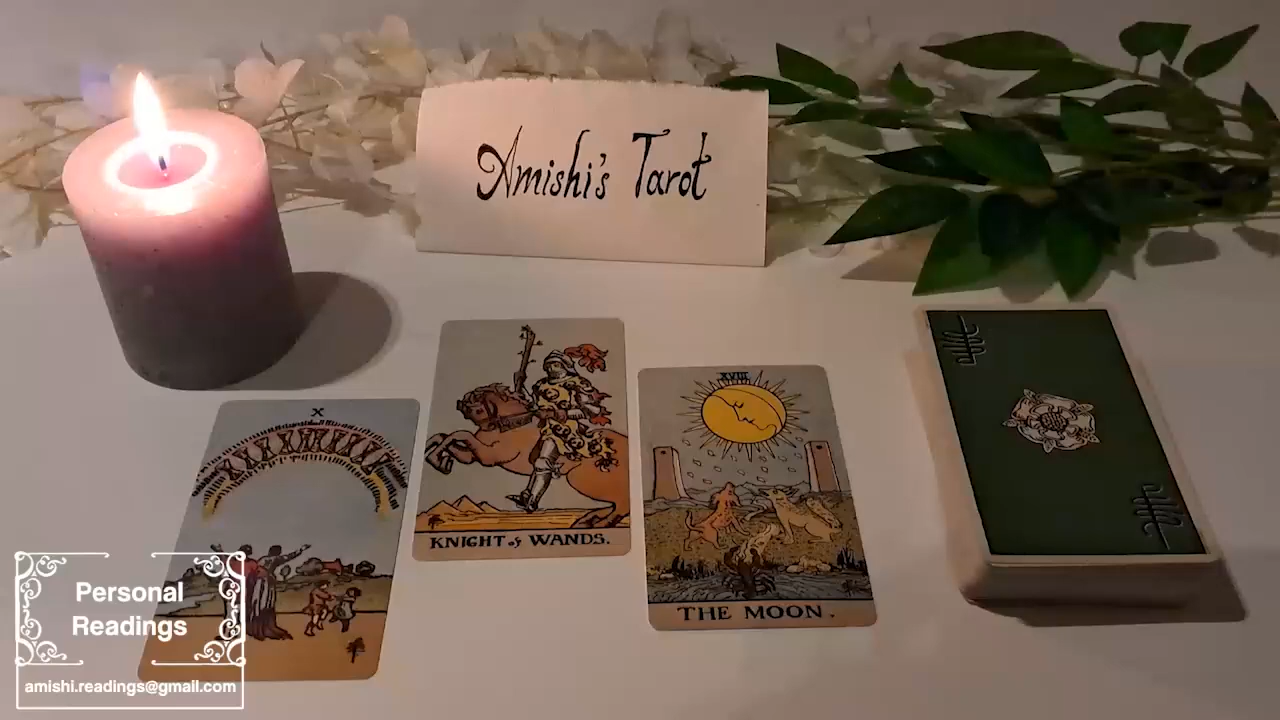 Amishi's Tarot
X
KNIGHT of WANDS.
XVIII
THE MOON.
Personal
Readings
amishi.readings@gmail.com